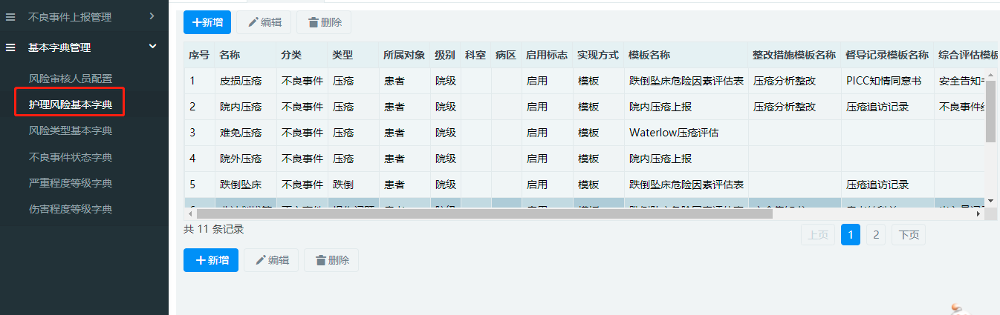 不良事件上报管理
基本字典管理
风险审核人员配置
护理风险基本字典
风险类型基本字典
不良事件状态字典
严重程度等级字典
伤害程度等级字典
+新增 编辑 删除
序号 名称 分类 类型 所属对象 级别 科室 病区 启用标志 实现方式 模板名称 整改措施模板名称 督导记录模板名称 综合评估模板
1 皮损压疮 不良事件 压疮 患者 院级 启用 模板 跌倒坠床危险因素评估表 压疮分析整改 PICC知情同意书 安全告知
2 院内压疮 不良事件 压疮 患者 院级 启用 模板 院内压疮上报 压疮分析整改 压疮追访记录 不良事件
3 难免压疮 不良事件 压疮 患者 院级 启用 模板 Waterlow压疮评估
4 院外压疮 不良事件 压疮 患者 院级 启用 模板 院内压疮上报
5 跌倒坠床 不良事件 跌倒 患者 院级 启用 模板 跌倒坠床危险因素评估表 压疮追访记录
共 11 条记录
上页 1 2 下页
+ 新增 编辑 删除